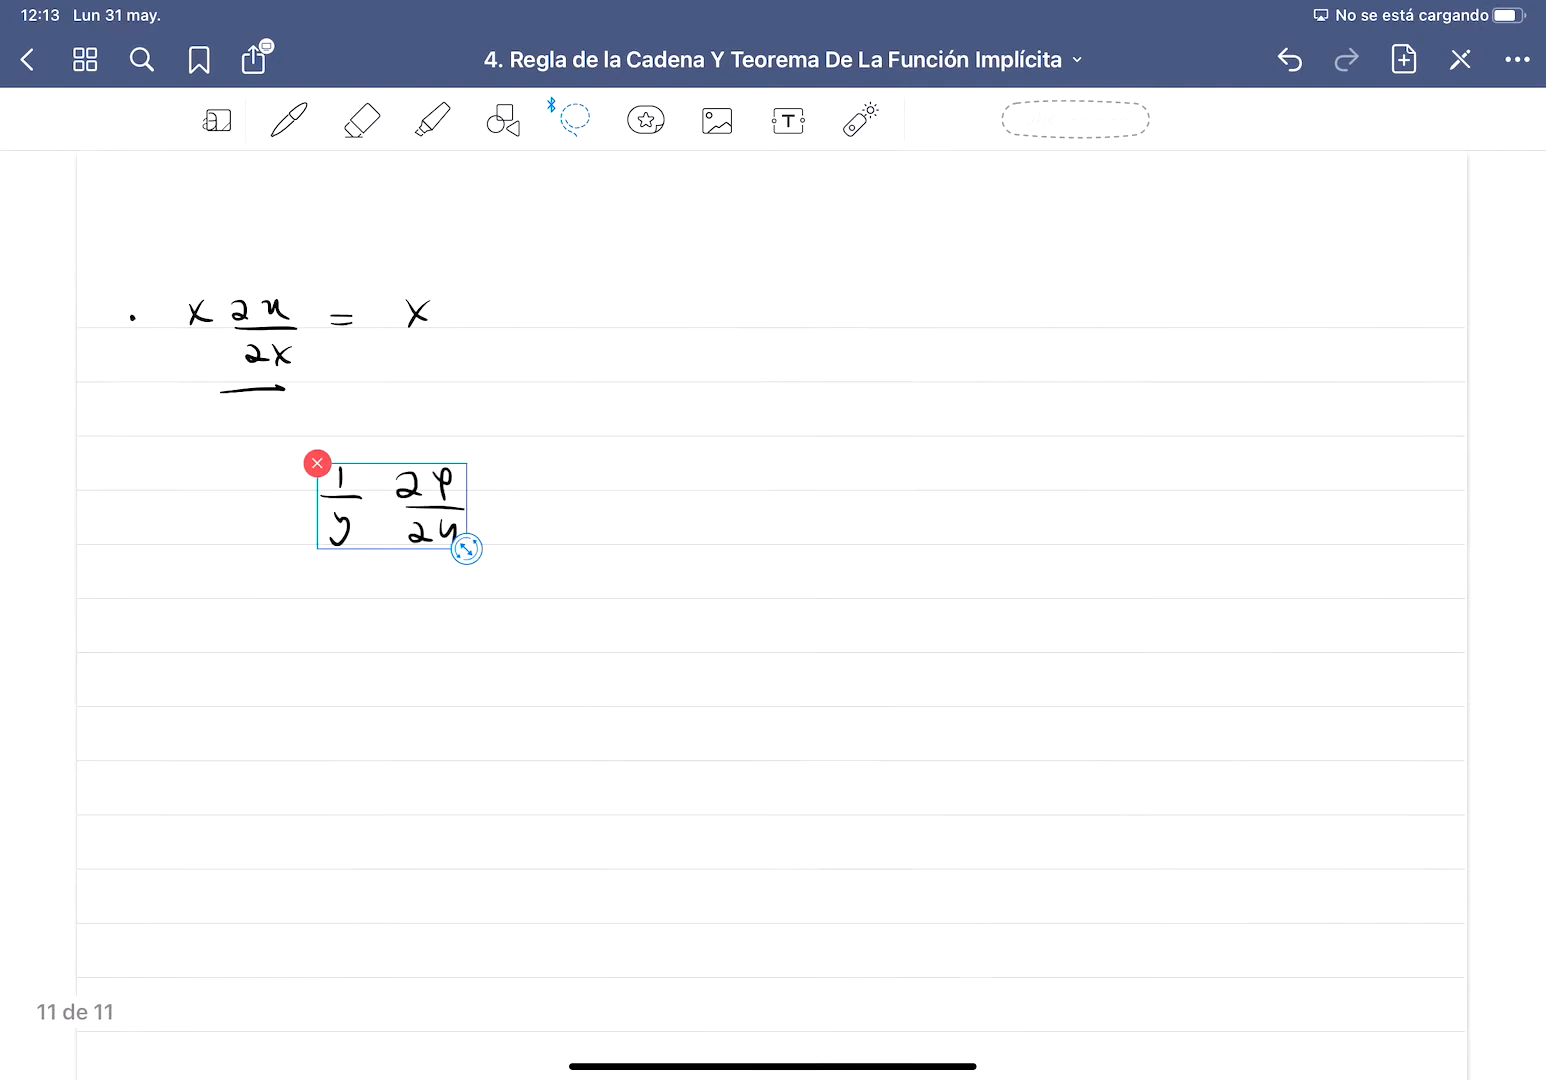 12:13 Lun 31 may. No se está cargando
4. Regla de la Cadena Y Teorema De La Función Implícita
. x ∂u/∂x = x
1/y ∂φ/∂u
11 de 11